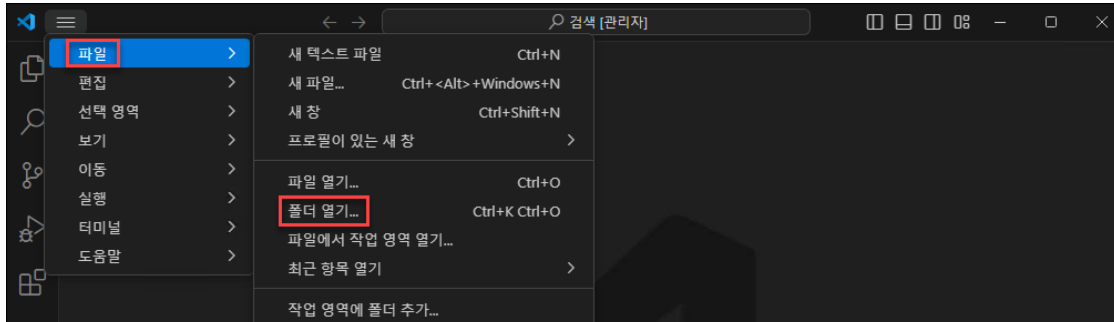 검색 [관리자]
파일
편집
선택 영역
보기
이동
실행
터미널
도움말
새 텍스트 파일 Ctrl+N
새 파일... Ctrl+<Alt>+Windows+N
새 창 Ctrl+Shift+N
프로필이 있는 새 창
파일 열기... Ctrl+O
폴더 열기... Ctrl+K Ctrl+O
파일에서 작업 영역 열기...
최근 항목 열기
작업 영역에 폴더 추가...